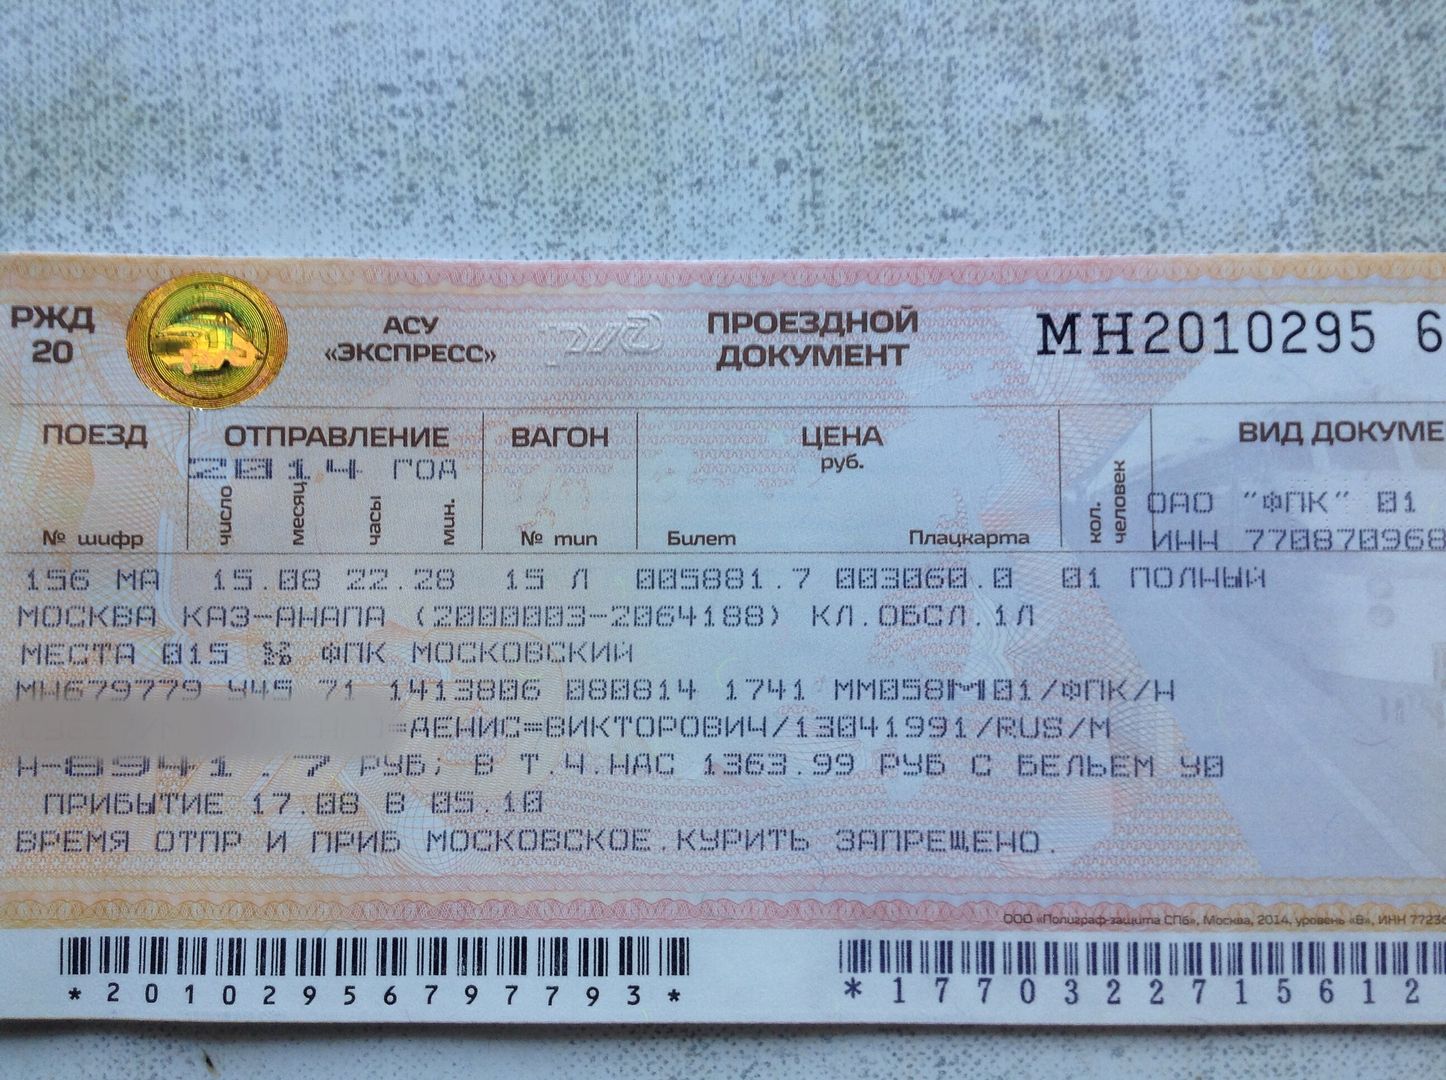 РЖД
20
АСУ
«ЭКСПРЕСС»
ПРОЕЗДНОЙ
ДОКУМЕНТ
МН2010295 6
ПОЕЗД ОТПРАВЛЕНИЕ ВАГОН ЦЕНА ВИД ДОКУМЕ
2014 ГОД руб.
№ шифр число месяц часы мин. № тип Билет Плацкарта кол. человек
ОАО "ФПК" 01
ИНН 770870968
156 МА 15.08 22.28 15 Л 005881.7 003060.0 01 ПОЛНЫЙ
МОСКВА КАЗ-АНАПА (2000003-2064188) КЛ.ОБСЛ.1Л
МЕСТА 015 ФПК МОСКОВСКИЙ
71 1413806 080814 1741 ММ058М01/ФПК/Н
=ДЕНИС=ВИКТОРОВИЧ/13041991/RUS/M
Н-8941.7 РУБ; В Т.Ч.НАС 1363.99 РУБ С БЕЛЬЕМ У0
ПРИБЫТИЕ 17.08 В 05.10
ВРЕМЯ ОТПР И ПРИБ МОСКОВСКОЕ.КУРИТЬ ЗАПРЕЩЕНО.
ООО «Полиграф-защита СПб», Москва, 2014, уровень «В», ИНН 7723
*20102956797793*
*1770322715612